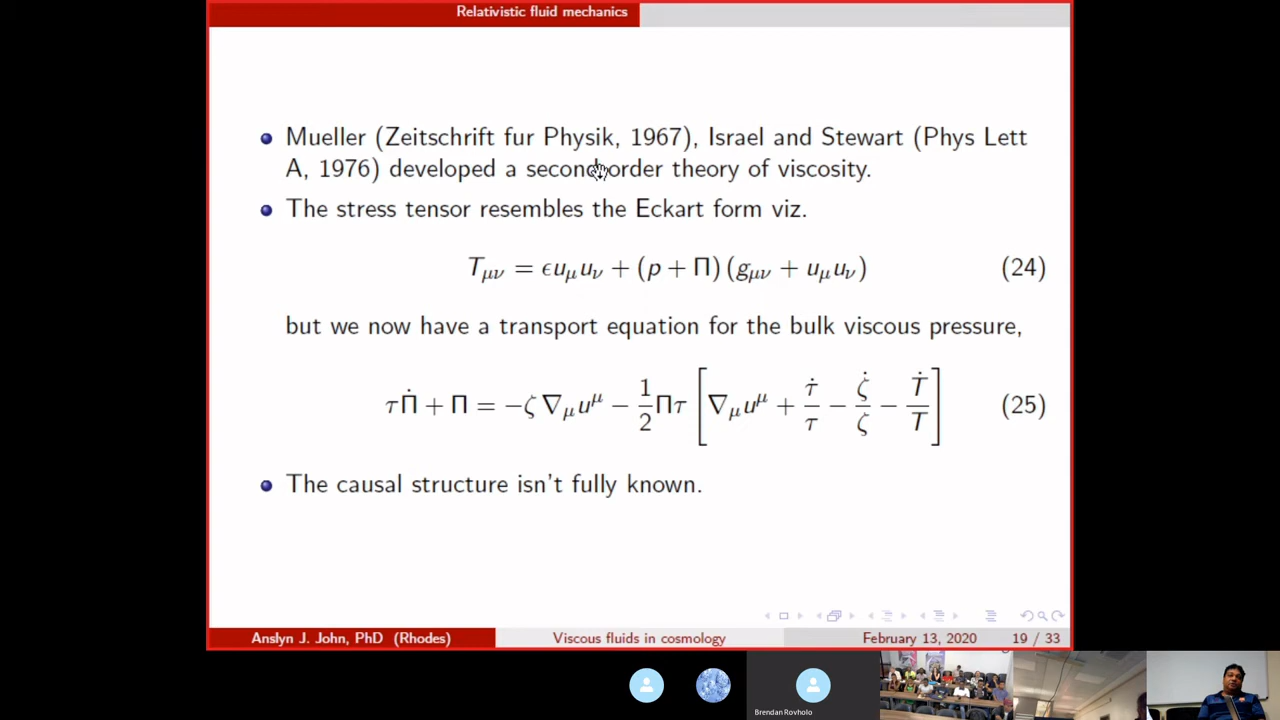 Relativistic fluid mechanics
Mueller (Zeitschrift fur Physik, 1967), Israel and Stewart (Phys Lett
A, 1976) developed a second order theory of viscosity.
The stress tensor resembles the Eckart form viz.
T_{μν} = ϵu_μu_ν + (p + Π)(g_{μν} + u_μu_ν) (24)
but we now have a transport equation for the bulk viscous pressure,
τΠ̇ + Π = −ζ ∇_μu^μ − 1/2 Πτ [∇_μu^μ + τ̇/τ − ζ̇/ζ − Ṫ/T] (25)
The causal structure isn't fully known.
Anslyn J. John, PhD (Rhodes) Viscous fluids in cosmology February 13, 2020 19 / 33
Brendan Rovholo